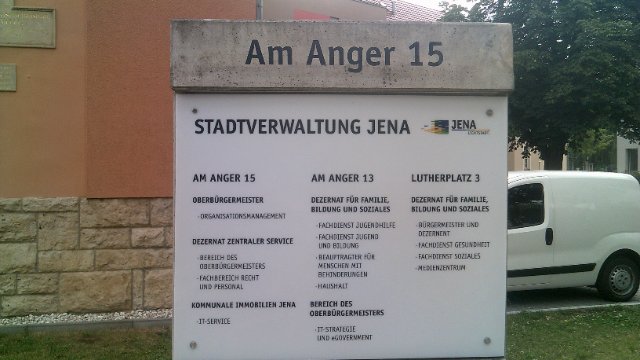 Am Anger 15
STADTVERWALTUNG JENA
JENA
LICHTSTADT
AM ANGER 15
OBERBÜRGERMEISTER
·ORGANISATIONSMANAGEMENT
DEZERNAT ZENTRALER SERVICE
·BEREICH DES
OBERBÜRGERMEISTERS
·FACHBEREICH RECHT
UND PERSONAL
KOMMUNALE IMMOBILIEN JENA
·IT-SERVICE
AM ANGER 13
DEZERNAT FÜR FAMILIE,
BILDUNG UND SOZIALES
·FACHDIENST JUGENDHILFE
·FACHDIENST JUGEND
UND BILDUNG
·BEAUFTRAGTER FÜR
MENSCHEN MIT
BEHINDERUNGEN
·HAUSHALT
BEREICH DES
OBERBÜRGERMEISTERS
·IT-STRATEGIE
UND eGOVERNMENT
LUTHERPLATZ 3
DEZERNAT FÜR FAMILIE,
BILDUNG UND SOZIALES
·BÜRGERMEISTER UND
DEZERNENT
·FACHDIENST GESUNDHEIT
·FACHDIENST SOZIALES
·MEDIENZENTRUM